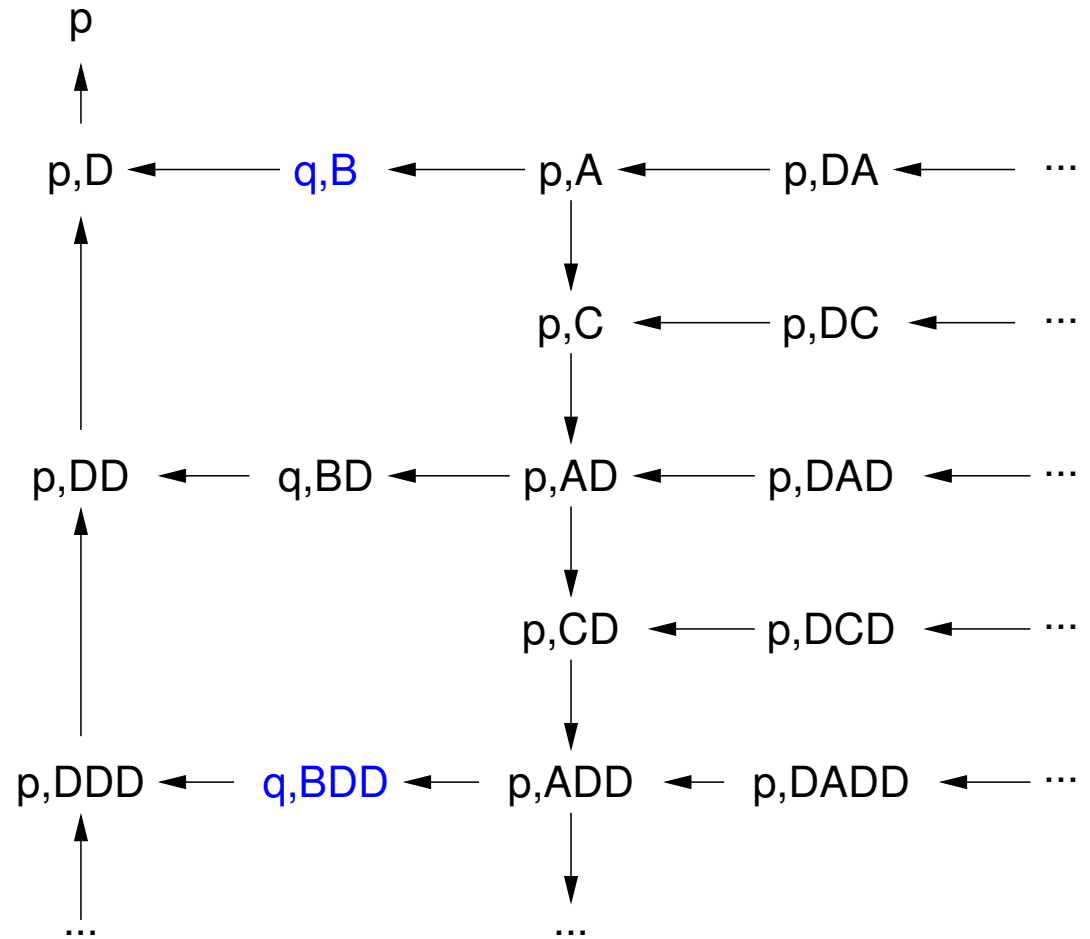 p
p,D q,B p,A p,DA ...
p,C p,DC ...
p,DD q,BD p,AD p,DAD ...
p,CD p,DCD ...
p,DDD q,BDD p,ADD p,DADD ...
... ...